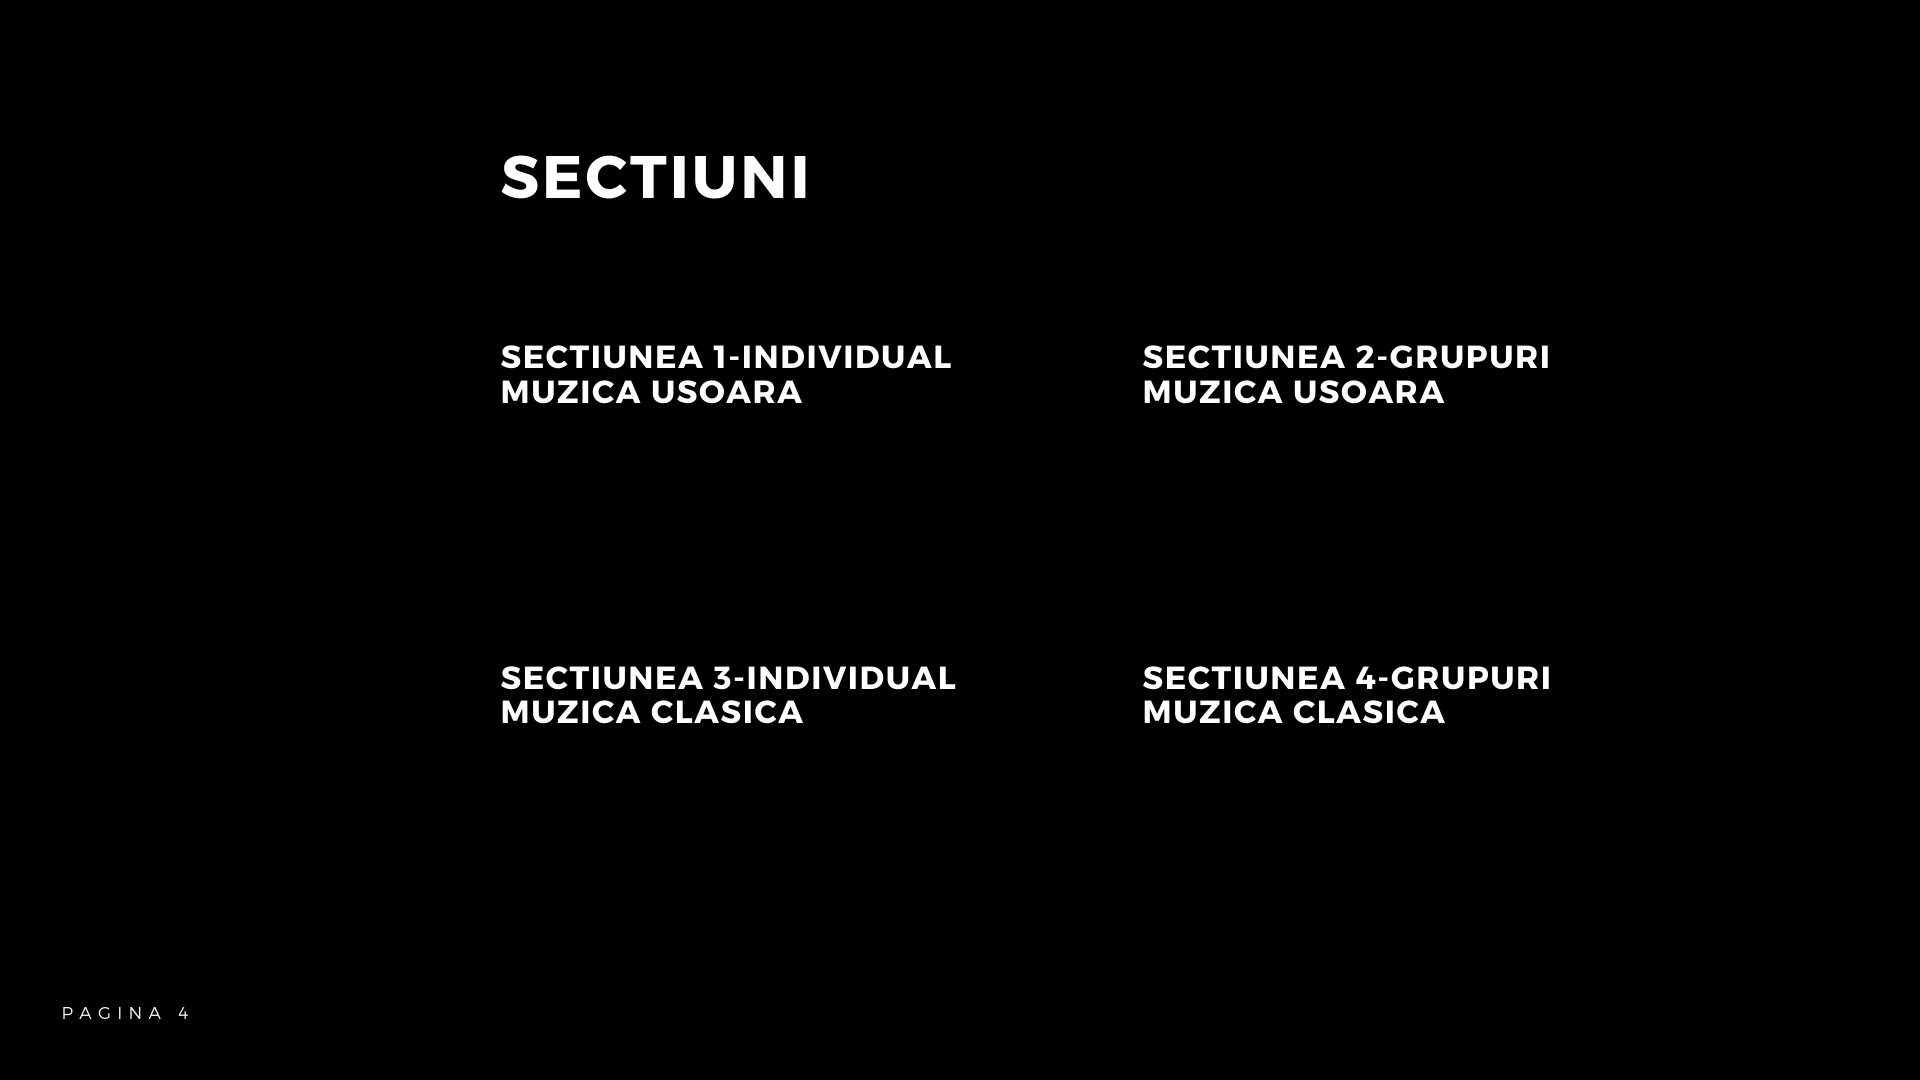 SECTIUNI
SECTIUNEA 1-INDIVIDUAL
MUZICA USOARA
SECTIUNEA 2-GRUPURI
MUZICA USOARA
SECTIUNEA 3-INDIVIDUAL
MUZICA CLASICA
SECTIUNEA 4-GRUPURI
MUZICA CLASICA
PAGINA 4